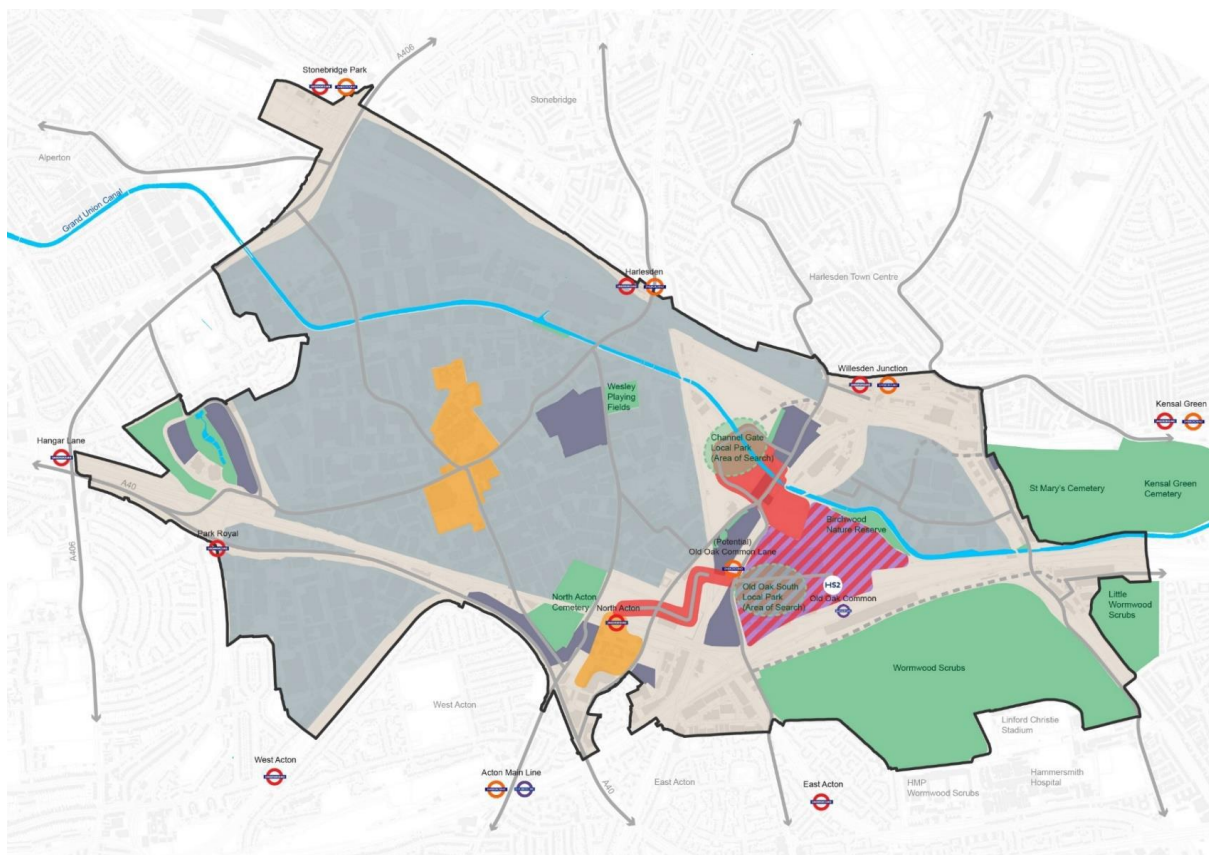 A406
Stonebridge Park
Stonebridge
Alperton
Grand Union Canal
Harlesden
Harlesden Town Centre
Willesden Junction
Kensal Green
Wesley
Playing
Fields
Hangar Lane
A40
Channel Gate
Local Park
(Area of Search)
St Mary's Cemetery
Kensal Green
Cemetery
A406
Park Royal
Birchwood
Nature Reserve
(Potential)
Old Oak Common Lane
North Acton
Cemetery
North Acton
Old Oak South
Local Park
(Area of Search)
HS2
Old Oak Common
Little
Wormwood
Scrubs
Wormwood Scrubs
West Acton
Linford Christie
Stadium
West Acton
Acton Main Line
A40
East Acton
East Acton
HMP
Wormwood Scrubs
Hammersmith
Hospital